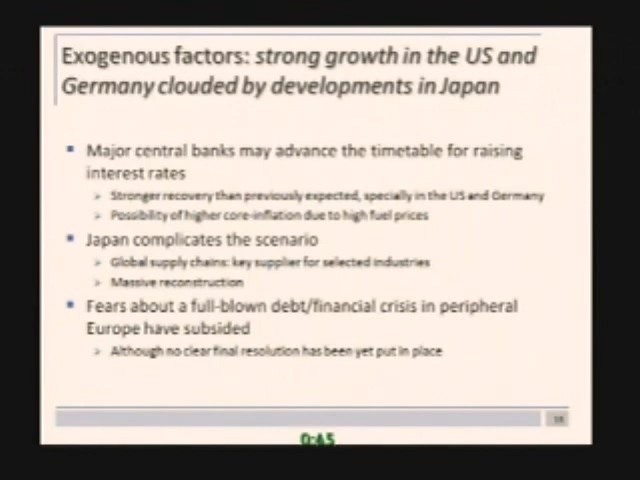 Exogenous factors: strong growth in the US and
Germany clouded by developments in Japan
▪ Major central banks may advance the timetable for raising
interest rates
➢ Stronger recovery than previously expected, specially in the US and Germany
➢ Possibility of higher core-inflation due to high fuel prices
▪ Japan complicates the scenario
➢ Global supply chains: key supplier for selected industries
➢ Massive reconstruction
▪ Fears about a full-blown debt/financial crisis in peripheral
Europe have subsided
➢ Although no clear final resolution has been yet put in place